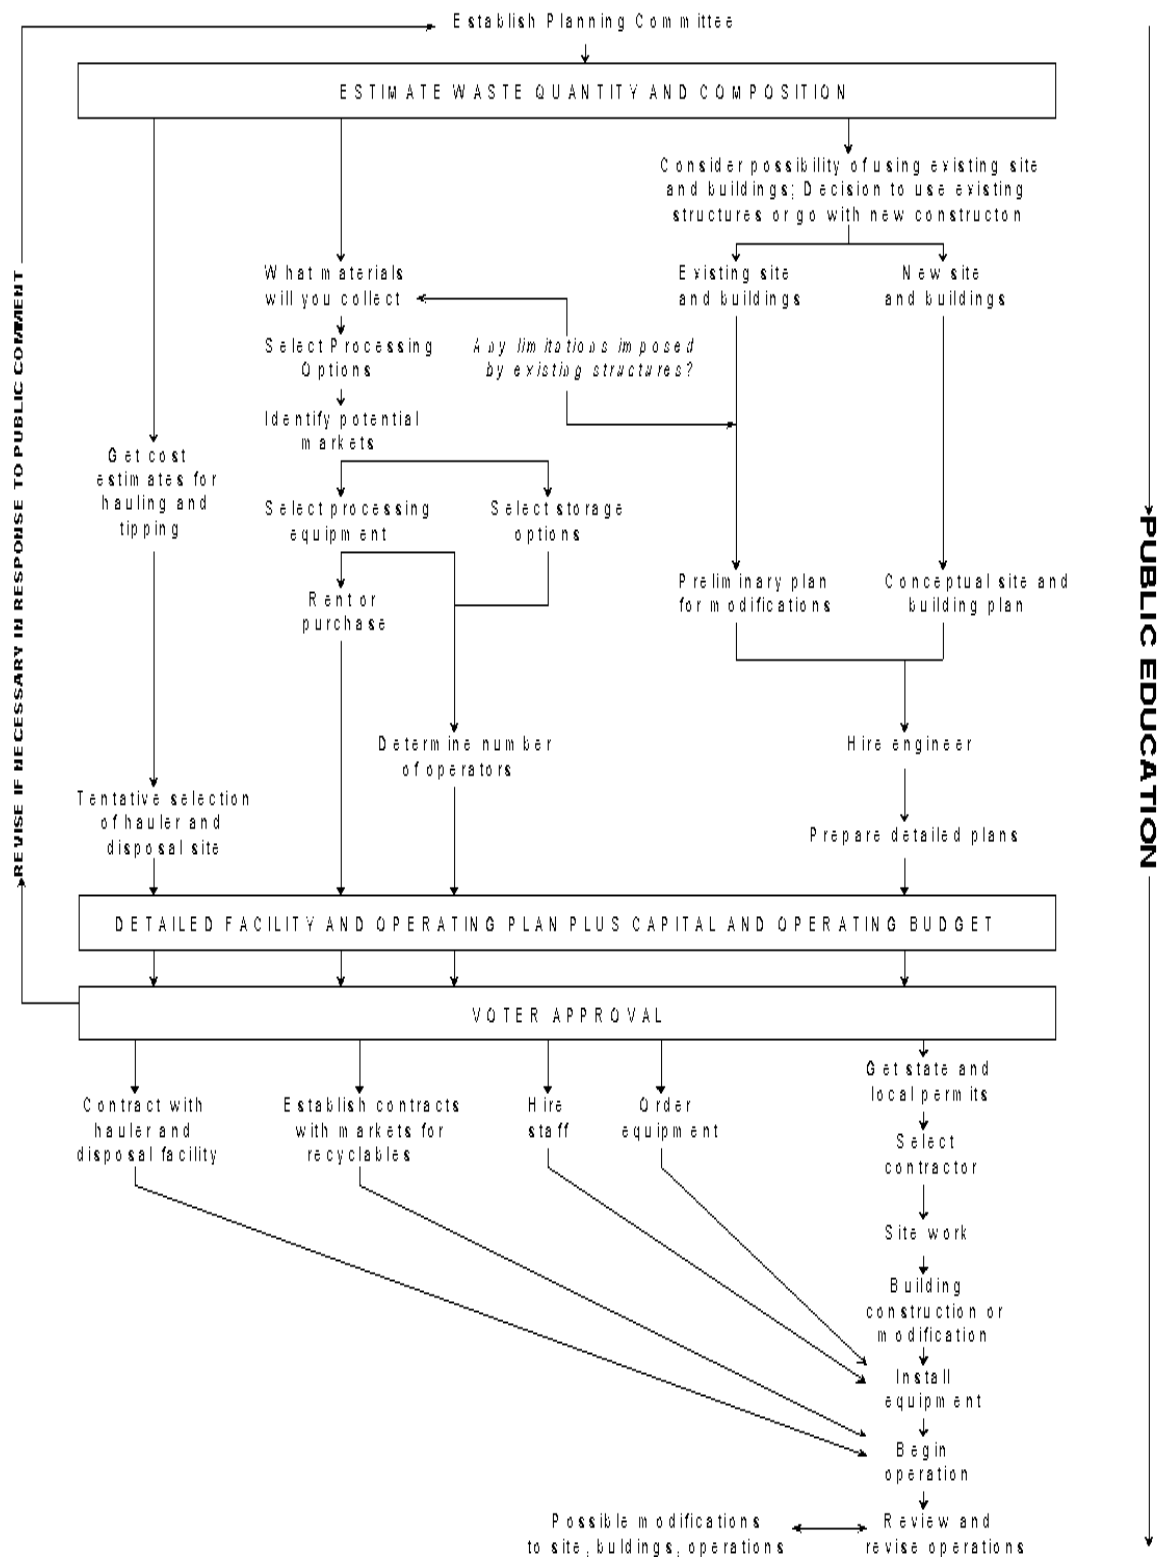 Establish Planning Committee
ESTIMATE WASTE QUANTITY AND COMPOSITION
Consider possibility of using existing site
and buildings; Decision to use existing
structures or go with new constructon
What materials
will you collect
Existing site
and buildings
New site
and buildings
Select Processing
Options
Any limitations imposed
by existing structures?
Identify potential
markets
Get cost
estimates for
hauling and
tipping
Select processing
equipment
Select storage
options
Rent or
purchase
Preliminary plan
for modifications
Conceptual site and
building plan
Determine number
of operators
Hire engineer
Tentative selection
of hauler and
disposal site
Prepare detailed plans
DETAILED FACILITY AND OPERATING PLAN PLUS CAPITAL AND OPERATING BUDGET
VOTER APPROVAL
Contract with
hauler and
disposal facility
Establish contracts
with markets for
recyclables
Hire
staff
Order
equipment
Get state and
local permits
Select
contractor
Site work
Building
construction or
modification
Install
equipment
Begin
operation
Possible modifications
to site, buldings, operations
Review and
revise operations
REVISE IF NECESSARY IN RESPONSE TO PUBLIC COMMENT
PUBLIC EDUCATION